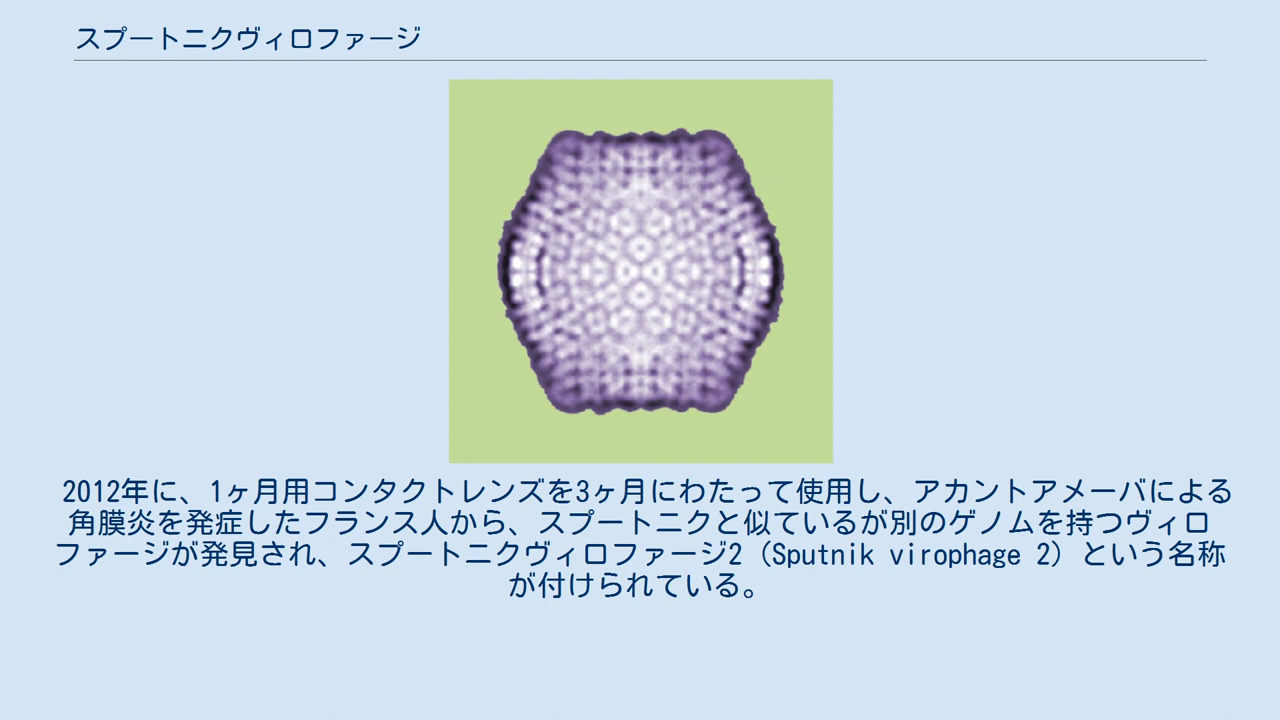 スプートニクヴィロファージ
2012年に、1ヶ月用コンタクトレンズを3ヶ月にわたって使用し、アカントアメーバによる
角膜炎を発症したフランス人から、スプートニクと似ているが別のゲノムを持つヴィロ
ファージが発見され、スプートニクヴィロファージ2（Sputnik virophage 2）という名称
が付けられている。